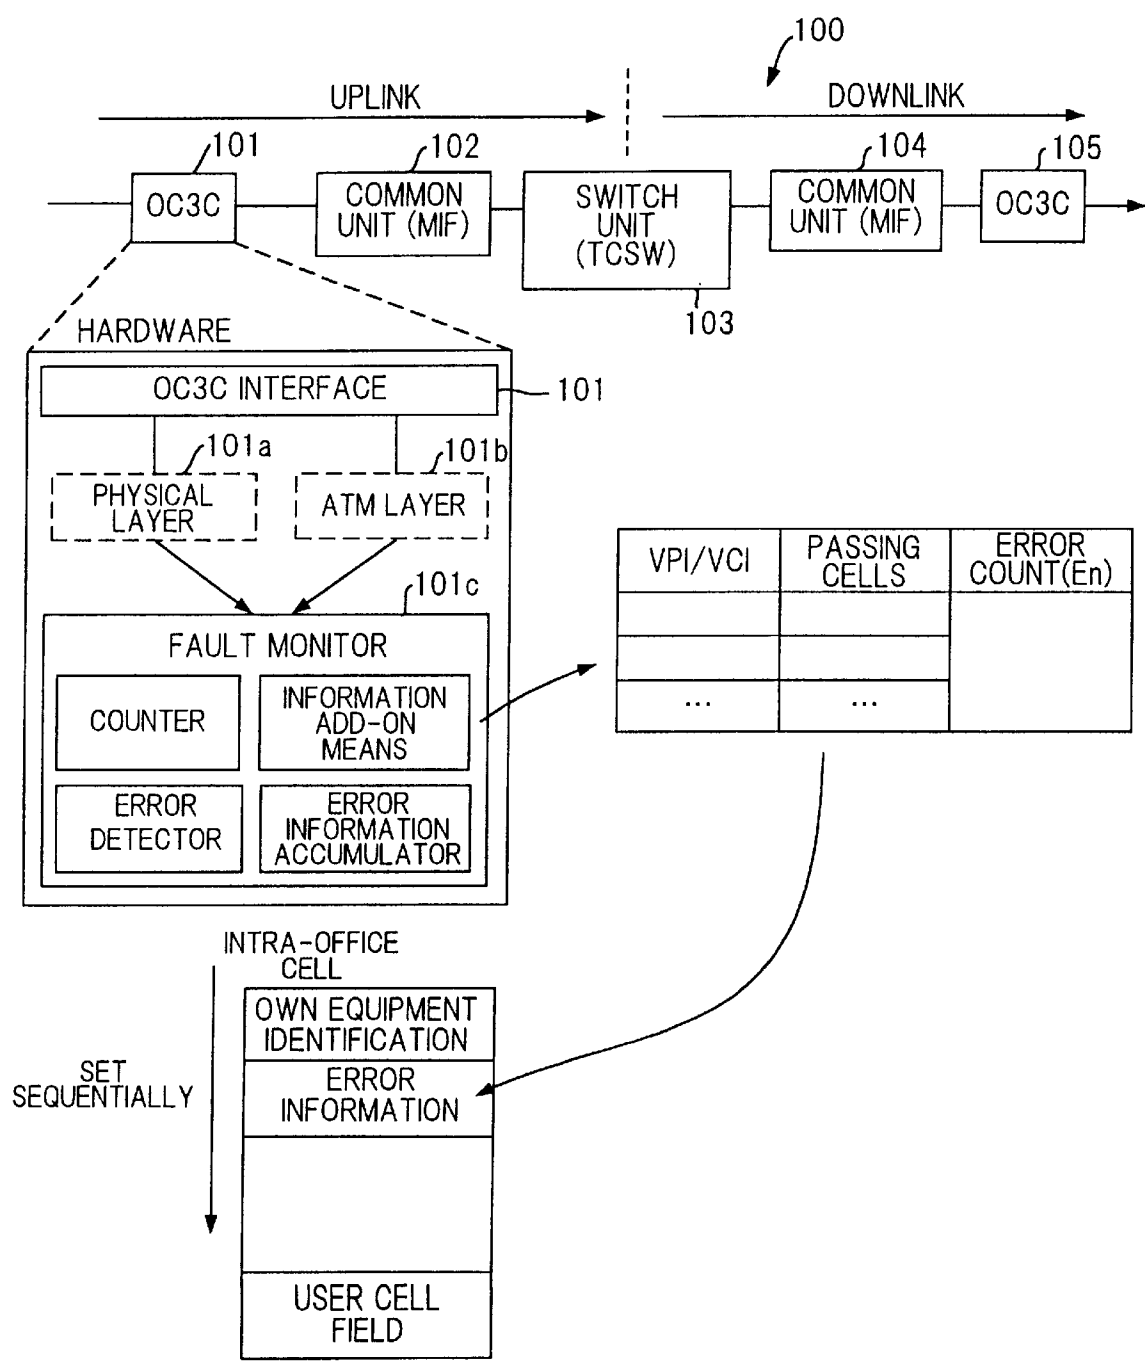 100
UPLINK
DOWNLINK
101
102
104
105
OC3C
COMMON
UNIT (MIF)
SWITCH
UNIT
(TCSW)
COMMON
UNIT (MIF)
OC3C
103
HARDWARE
OC3C INTERFACE
101
101a
101b
PHYSICAL
LAYER
ATM LAYER
101c
FAULT MONITOR
COUNTER
INFORMATION
ADD-ON
MEANS
ERROR
DETECTOR
ERROR
INFORMATION
ACCUMULATOR
VPI/VCI
PASSING
CELLS
ERROR
COUNT(En)
...
...
INTRA-OFFICE
CELL
SET
SEQUENTIALLY
OWN EQUIPMENT
IDENTIFICATION
ERROR
INFORMATION
USER CELL
FIELD